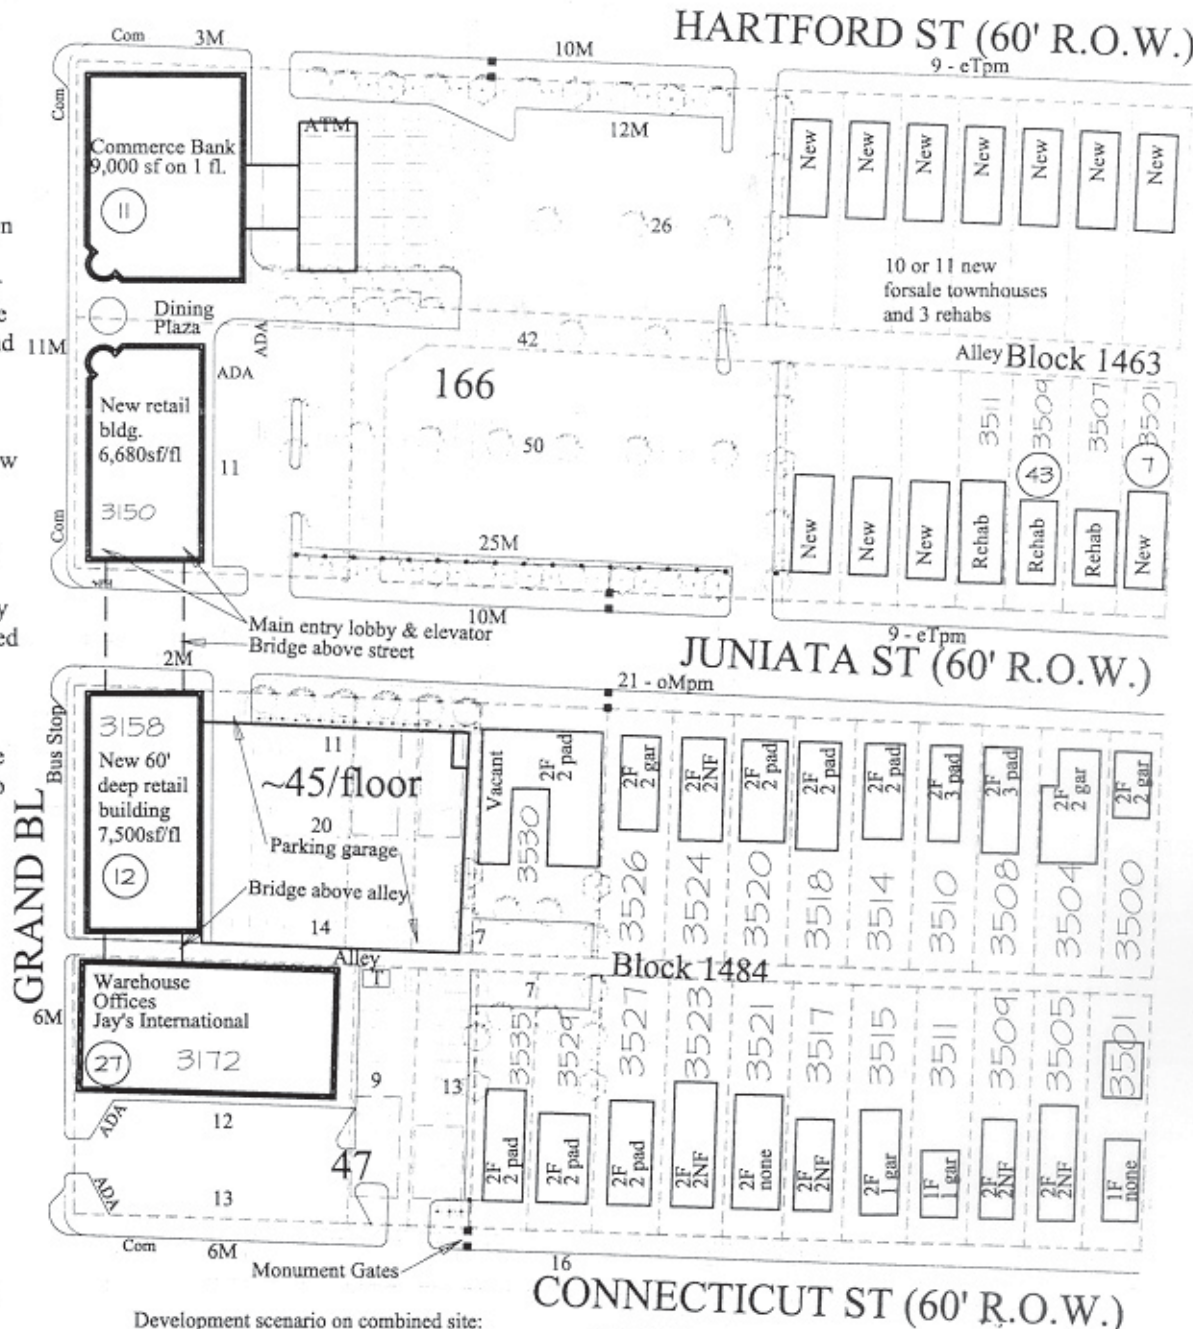 HARTFORD ST (60' R.O.W.)
Com
3M
10M
9 - eTpm
Com
ATM
12M
Commerce Bank
9,000 sf on 1 fl.
11
26
New
New
New
New
New
New
New
10 or 11 new
forsale townhouses
and 3 rehabs
Dining
Plaza
ADA
11M
42
Alley
Block 1463
ADA
166
New retail
bldg.
6,680sf/fl
11
50
3150
3511
3509
3507
3501
43
7
Com
25M
New
New
New
Rehab
Rehab
Rehab
New
10M
Main entry lobby & elevator
Bridge above street
9 - eTpm
JUNIATA ST (60' R.O.W.)
2M
21 - oMpm
Bus Stop
3158
New 60'
deep retail
building
7,500sf/fl
12
11
~45/floor
20
Parking garage
Bridge above alley
14
Vacant
2F
2 pad
2F
2 gar
2F
2NF
2F
2 pad
2F
2 pad
2F
2 pad
2F
3 pad
2F
3 pad
2F
2 gar
2F
2 gar
3530
3526
3524
3520
3518
3514
3510
3508
3504
3500
GRAND BL
7
Alley
T
Block 1484
Warehouse
Offices
Jay's International
27
3172
6M
7
9
13
3535
3529
3527
3523
3521
3517
3515
3511
3509
3505
3501
ADA
12
47
ADA
13
2F
2 pad
2F
2 pad
2F
2 pad
2F
2NF
2F
none
2F
2NF
2F
1 gar
1F
1 gar
2F
2NF
2F
2NF
1F
none
Com
6M
Monument Gates
16
CONNECTICUT ST (60' R.O.W.)
Development scenario on combined site: